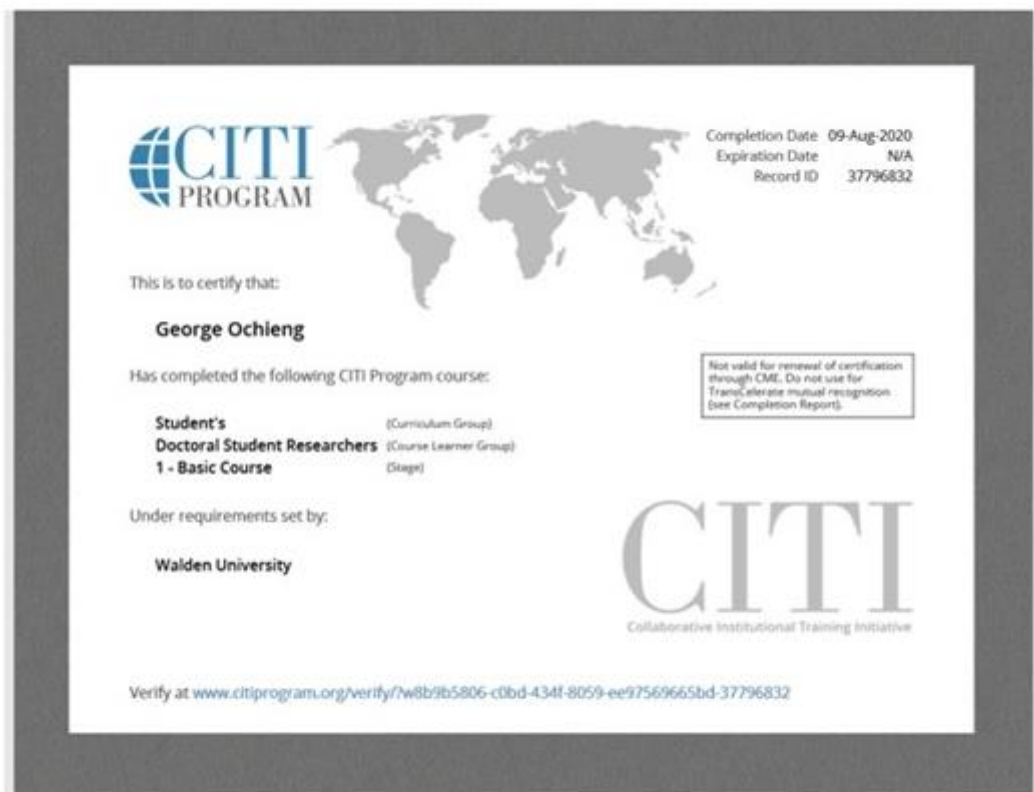 CITI
PROGRAM
Completion Date 09-Aug-2020
Expiration Date N/A
Record ID 37796832
This is to certify that:
George Ochieng
Has completed the following CITI Program course:
Not valid for renewal of certification
through CME. Do not use for
TransCelerate mutual recognition
(see Completion Report).
Student's (Curriculum Group)
Doctoral Student Researchers (Course Learner Group)
1 - Basic Course (Stage)
Under requirements set by:
Walden University
CITI
Collaborative Institutional Training Initiative
Verify at www.citiprogram.org/verify/?w8b9b5806-c0bd-434f-8059-ee97569665bd-37796832